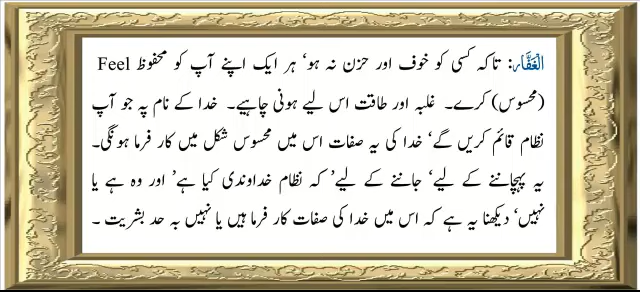 الْغَفَّار: تاکہ کسی کو خوف اور حزن نہ ہو‘ ہر ایک اپنے آپ کو محفوظ Feel
(محسوس) کرے۔ غلبہ اور طاقت اس لیے ہونی چاہیے۔ خدا کے نام پہ جو آپ
نظام قائم کریں گے‘ خدا کی یہ صفات اس میں محسوس شکل میں کار فرما ہونگی۔
یہ پہچاننے کے لیے‘ جاننے کے لیے’ کہ نظام خداوندی کیا ہے’ اور وہ ہے یا
نہیں‘ دیکھنا یہ ہے کہ اس میں خدا کی صفات کار فرما ہیں یا نہیں بہ حد بشریت ۔